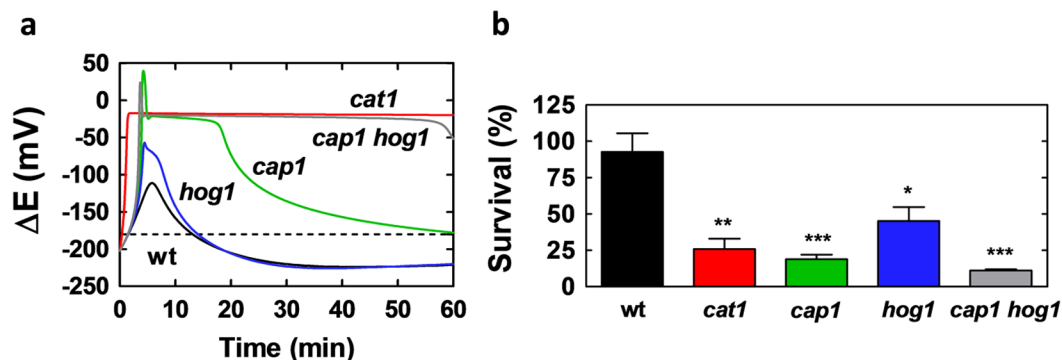 a
ΔE (mV)
50
0
-50
-100
-150
-200
-250
cat1
cap1 hog1
cap1
hog1
wt
0 10 20 30 40 50 60
Time (min)
b
Survival (%)
125
100
75
50
25
0
**
***
*
***
wt cat1 cap1 hog1 cap1 hog1